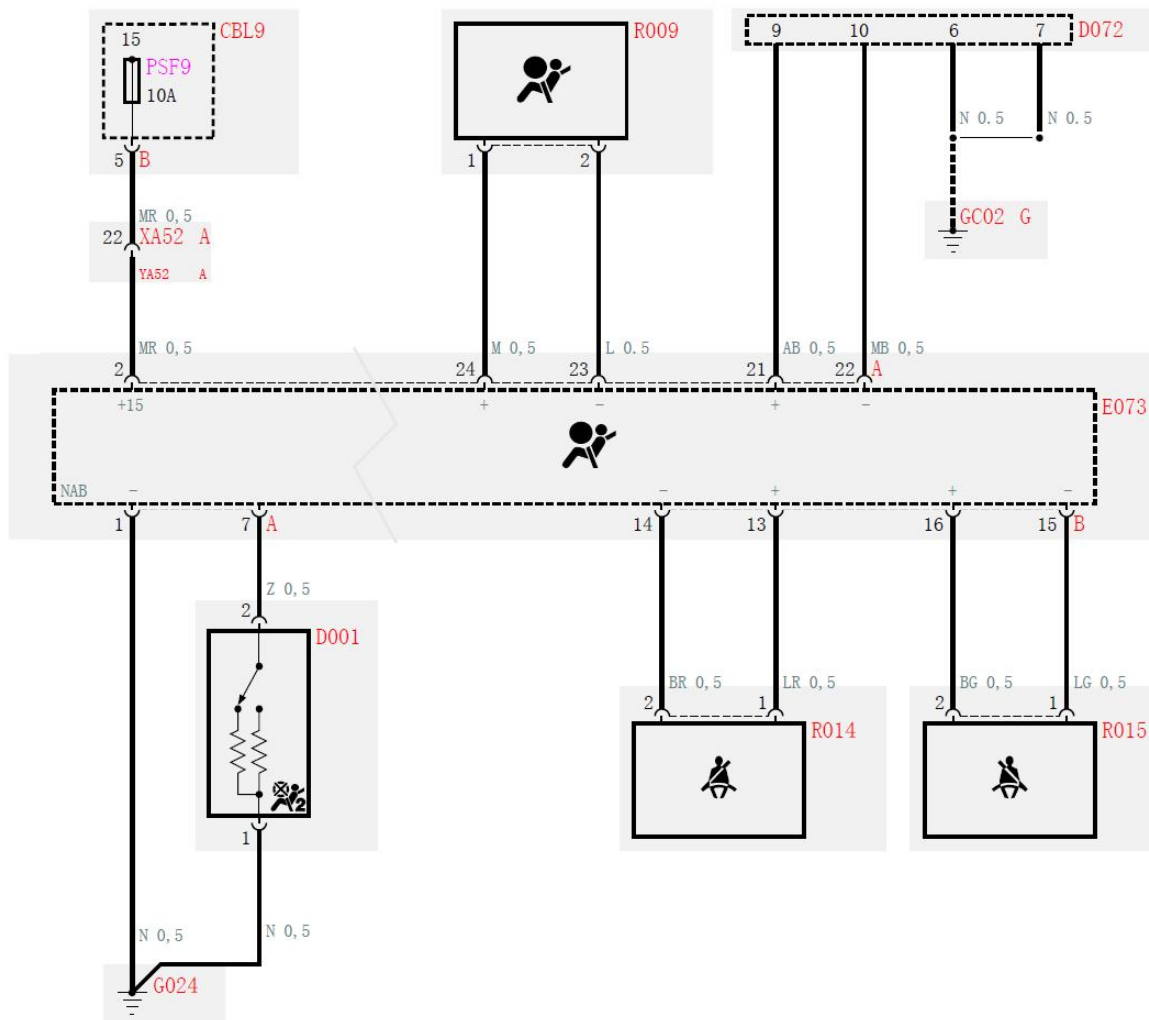 15
CBL9
PSF9
10A
5 B
R009
1 2
9 10 6 7
D072
N 0.5 N 0.5
GC02 G
MR 0,5
22 XA52 A
YA52 A
MR 0,5 M 0,5 L 0.5 AB 0,5 MB 0,5
2 24 23 21 22 A
+15 + - + -
E073
NAB - - + + -
1 7 A 14 13 16 15 B
Z 0,5
2
D001
2
1
BR 0,5 LR 0,5 BG 0,5 LG 0,5
2 1 2 1
R014 R015
N 0,5 N 0,5
G024